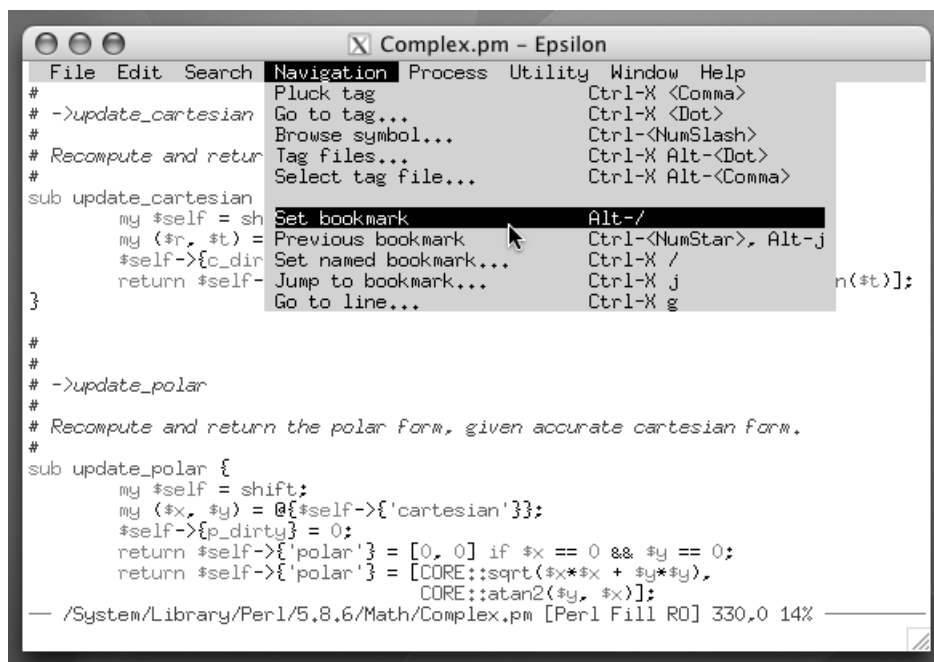 Complex.pm – Epsilon
File Edit Search Navigation Process Utility Window Help
# Pluck tag Ctrl-X <Comma>
# ->update_cartesian Go to tag... Ctrl-X <Dot>
# Browse symbol... Ctrl-<NumSlash>
# Recompute and retur Tag files... Ctrl-X Alt-<Dot>
# Select tag file... Ctrl-X Alt-<Comma>
sub update_cartesian
my $self = sh Set bookmark Alt-/
my ($r, $t) = Previous bookmark Ctrl-<NumStar>, Alt-j
$self->{c_dir Set named bookmark... Ctrl-X /
return $self- Jump to bookmark... Ctrl-X j n($t)];
} Go to line... Ctrl-X g
#
#
# ->update_polar
#
# Recompute and return the polar form, given accurate cartesian form.
#
sub update_polar {
my $self = shift;
my ($x, $y) = @{$self->{'cartesian'}};
$self->{p_dirty} = 0;
return $self->{'polar'} = [0, 0] if $x == 0 && $y == 0;
return $self->{'polar'} = [CORE::sqrt($x*$x + $y*$y),
CORE::atan2($y, $x)];
/System/Library/Perl/5.8.6/Math/Complex.pm [Perl Fill RO] 330,0 14%